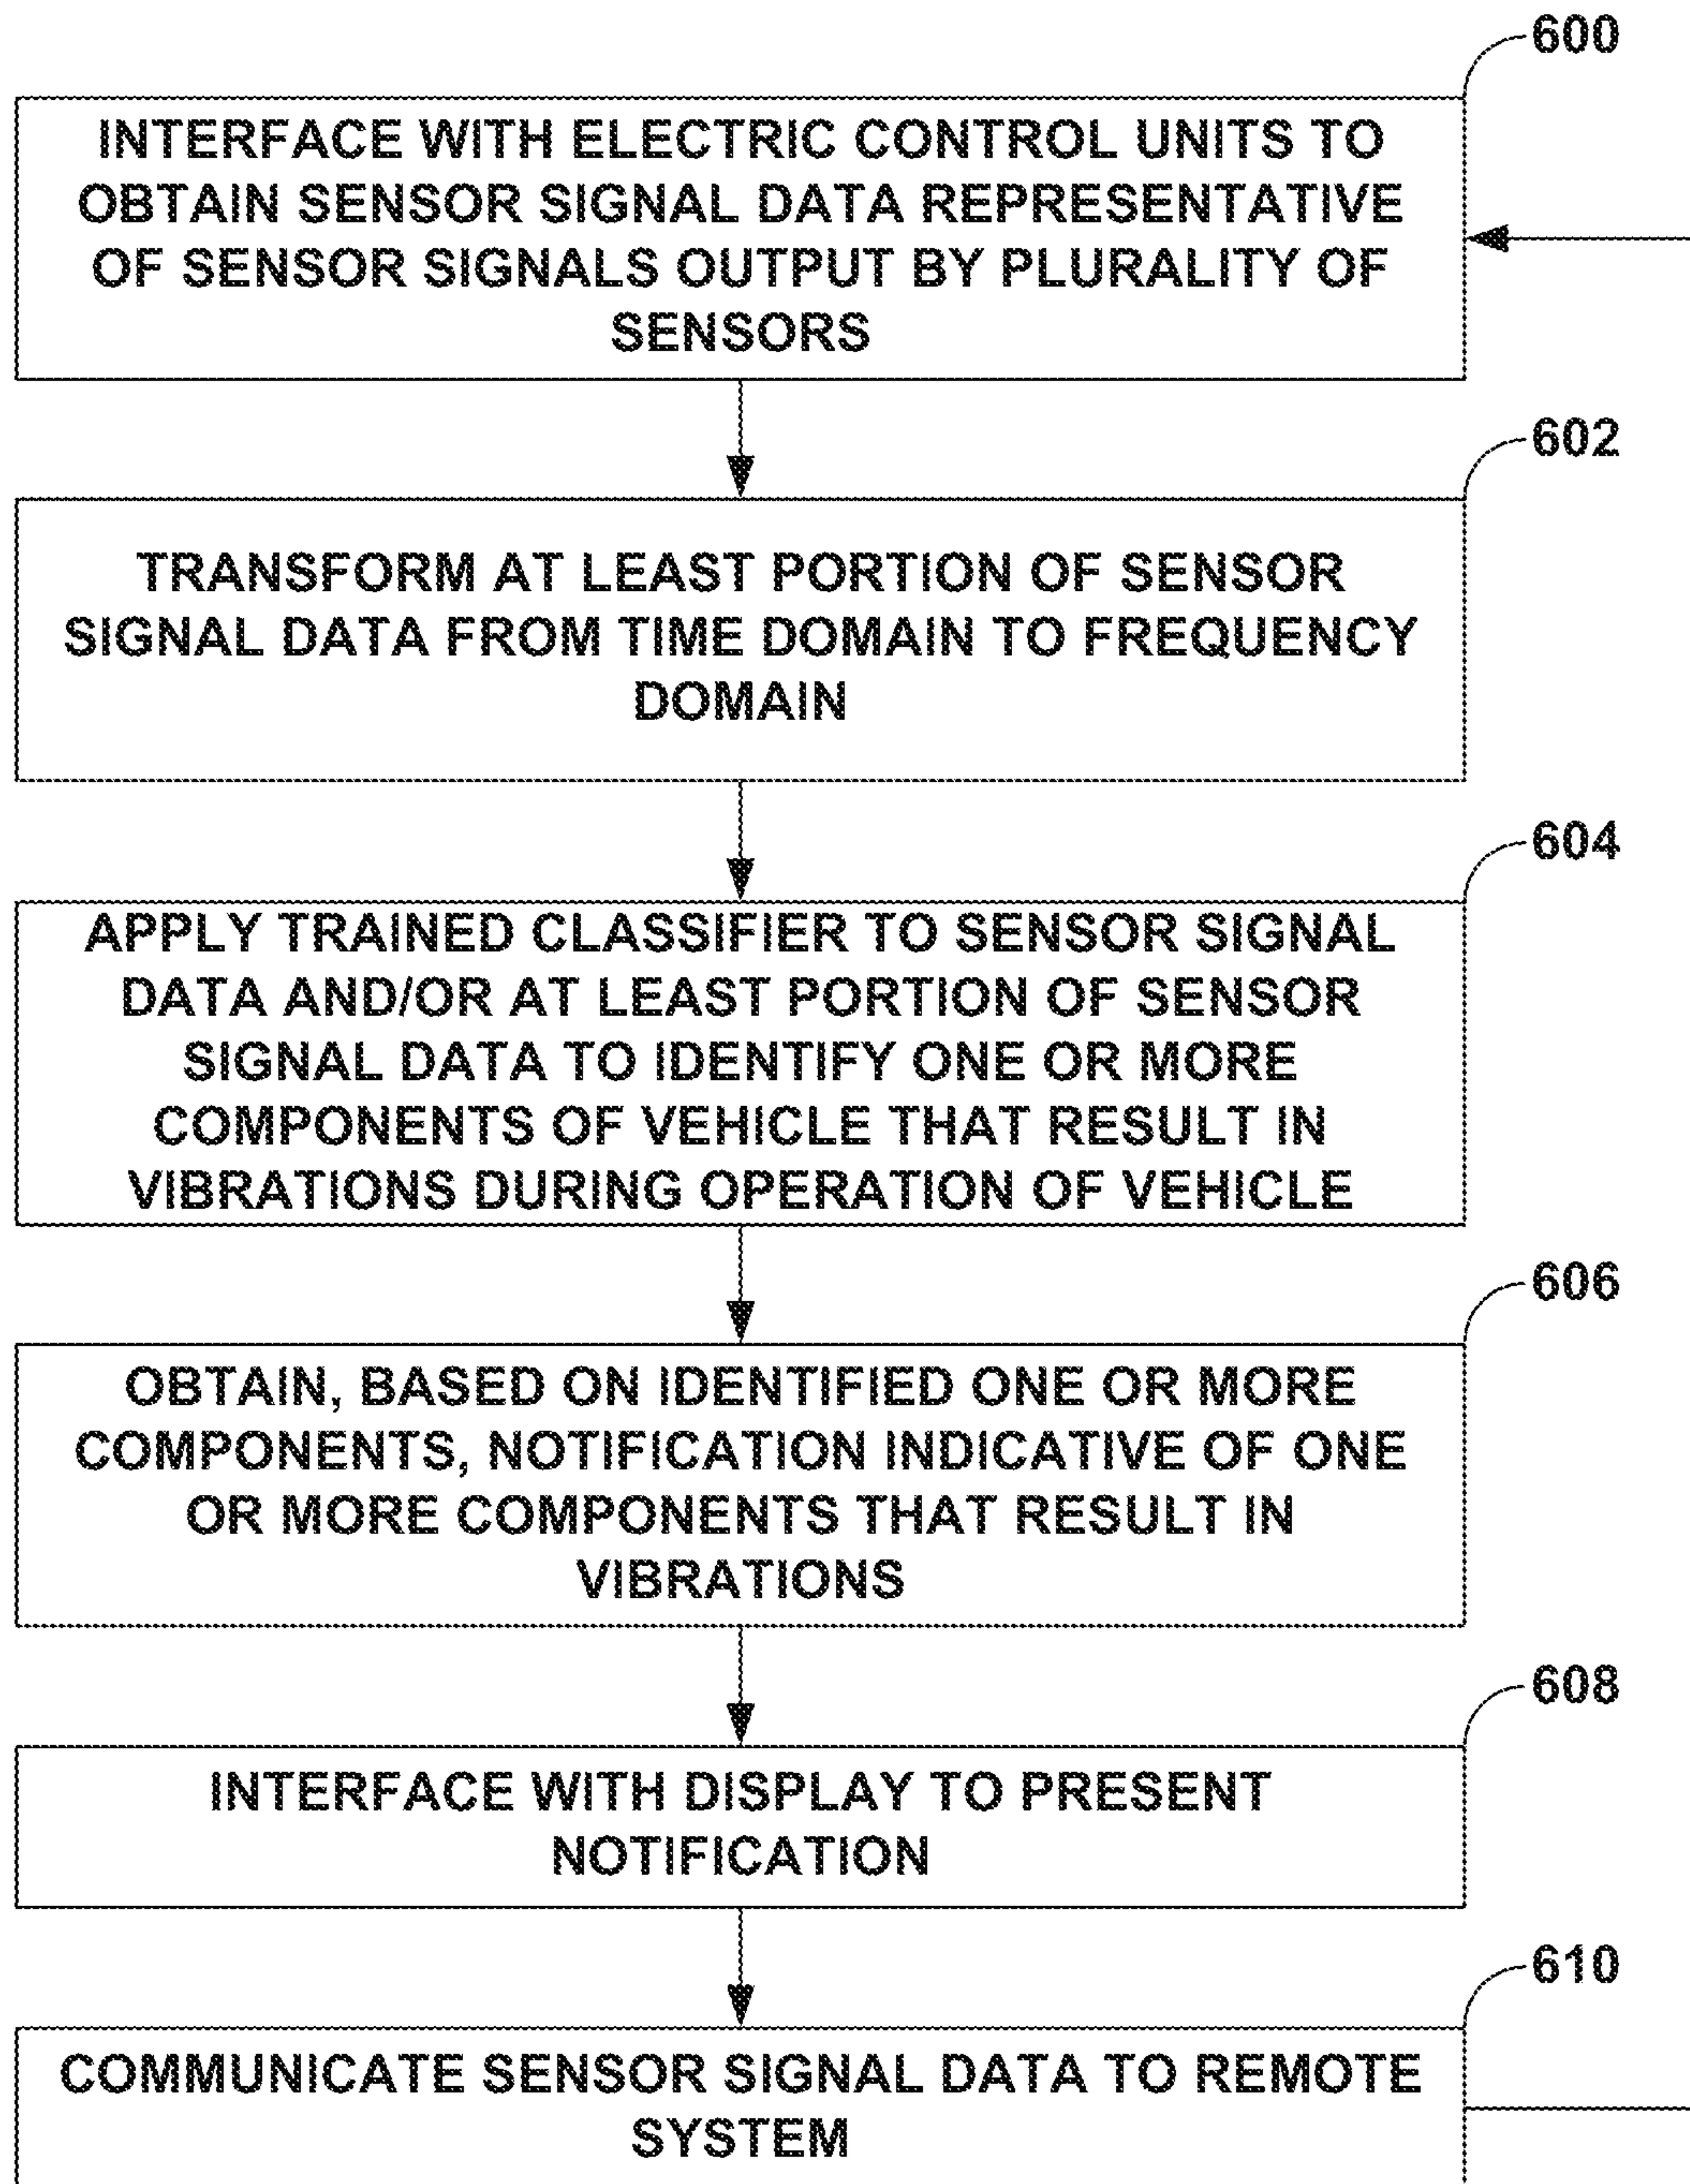 600
INTERFACE WITH ELECTRIC CONTROL UNITS TO
OBTAIN SENSOR SIGNAL DATA REPRESENTATIVE
OF SENSOR SIGNALS OUTPUT BY PLURALITY OF
SENSORS
602
TRANSFORM AT LEAST PORTION OF SENSOR
SIGNAL DATA FROM TIME DOMAIN TO FREQUENCY
DOMAIN
604
APPLY TRAINED CLASSIFIER TO SENSOR SIGNAL
DATA AND/OR AT LEAST PORTION OF SENSOR
SIGNAL DATA TO IDENTIFY ONE OR MORE
COMPONENTS OF VEHICLE THAT RESULT IN
VIBRATIONS DURING OPERATION OF VEHICLE
606
OBTAIN, BASED ON IDENTIFIED ONE OR MORE
COMPONENTS, NOTIFICATION INDICATIVE OF ONE
OR MORE COMPONENTS THAT RESULT IN
VIBRATIONS
608
INTERFACE WITH DISPLAY TO PRESENT
NOTIFICATION
610
COMMUNICATE SENSOR SIGNAL DATA TO REMOTE
SYSTEM